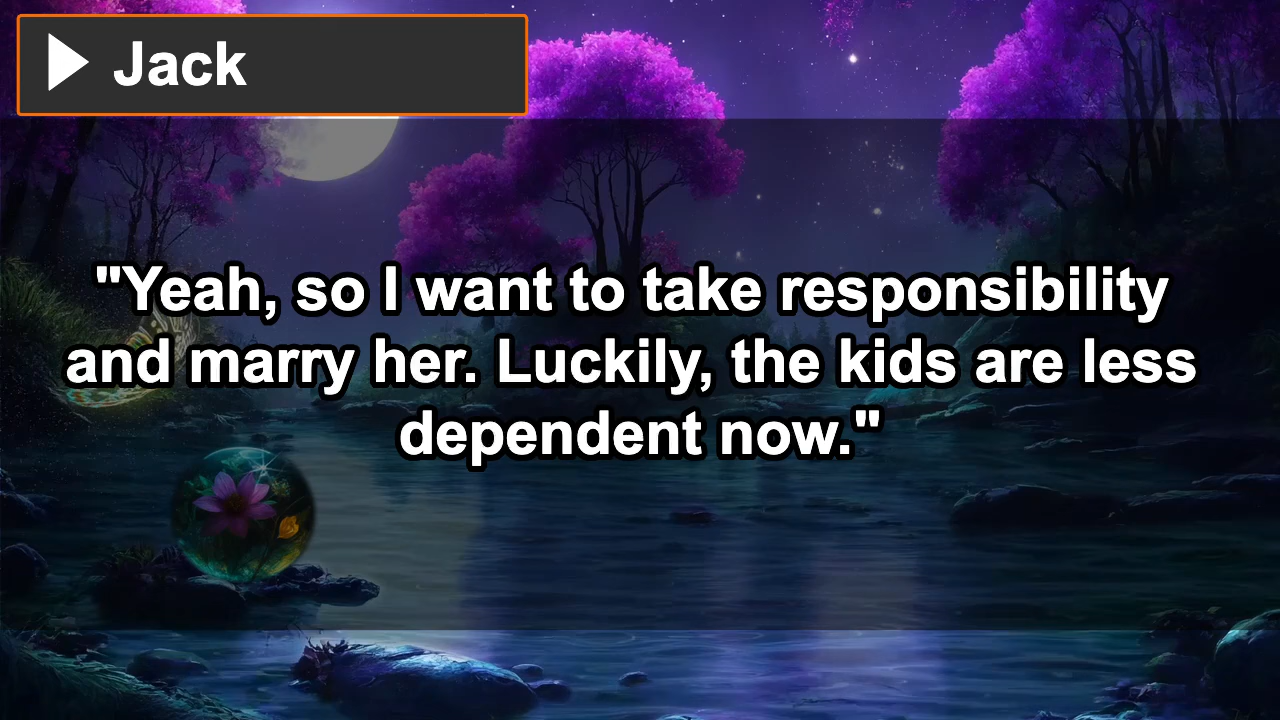 Jack
"Yeah, so I want to take responsibility
and marry her. Luckily, the kids are less
dependent now."